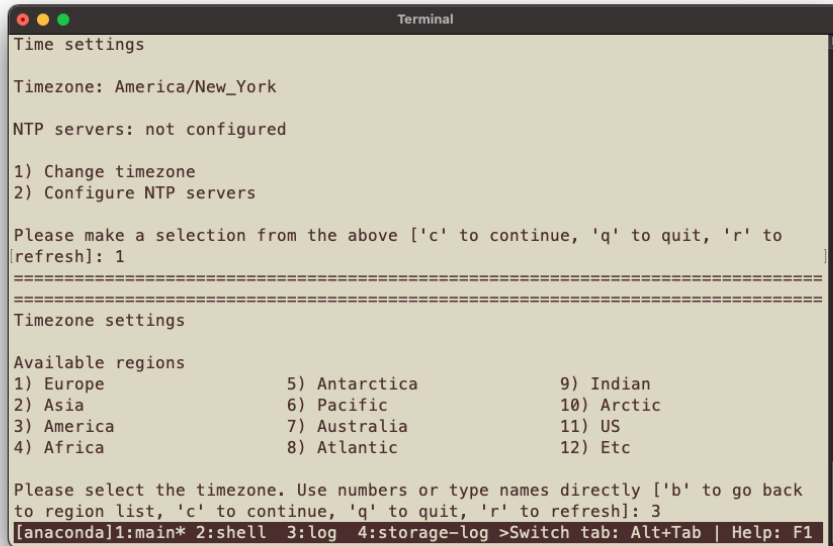 Terminal
Time settings
Timezone: America/New_York
NTP servers: not configured
1) Change timezone
2) Configure NTP servers
Please make a selection from the above ['c' to continue, 'q' to quit, 'r' to
[refresh]: 1 ]
================================================================================
================================================================================
Timezone settings
Available regions
1) Europe 5) Antarctica 9) Indian
2) Asia 6) Pacific 10) Arctic
3) America 7) Australia 11) US
4) Africa 8) Atlantic 12) Etc
Please select the timezone. Use numbers or type names directly ['b' to go back
to region list, 'c' to continue, 'q' to quit, 'r' to refresh]: 3
[anaconda]1:main* 2:shell 3:log 4:storage-log >Switch tab: Alt+Tab | Help: F1